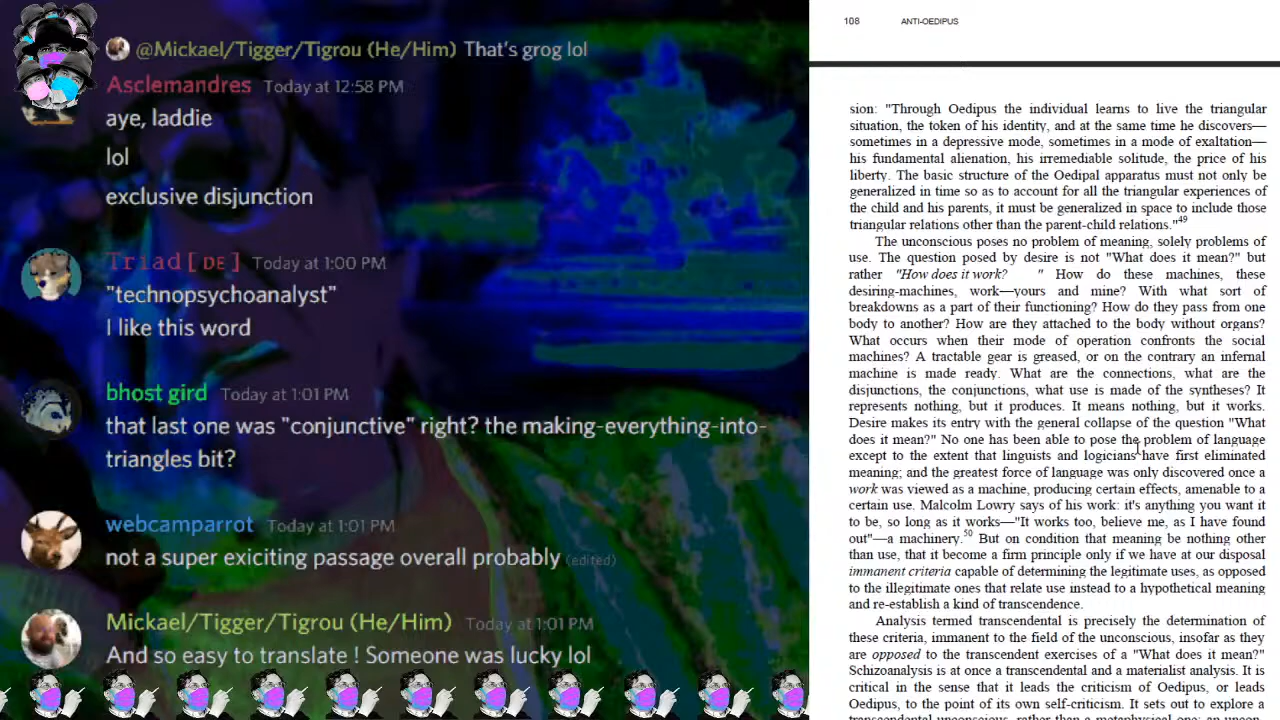 @Mickael/Tigger/Tigrou (He/Him) That's grog lol
Asclemandres Today at 12:58 PM
aye, laddie
lol
exclusive disjunction
Triad[DE] Today at 1:00 PM
"technopsychoanalyst"
I like this word
bhost gird Today at 1:01 PM
that last one was "conjunctive" right? the making-everything-into-
triangles bit?
webcamparrot Today at 1:01 PM
not a super exiciting passage overall probably (edited)
Mickael/Tigger/Tigrou (He/Him) Today at 1:01 PM
And so easy to translate ! Someone was lucky lol
108 ANTI-OEDIPUS
sion: "Through Oedipus the individual learns to live the triangular
situation, the token of his identity, and at the same time he discovers—
sometimes in a depressive mode, sometimes in a mode of exaltation—
his fundamental alienation, his irremediable solitude, the price of his
liberty. The basic structure of the Oedipal apparatus must not only be
generalized in time so as to account for all the triangular experiences of
the child and his parents, it must be generalized in space to include those
triangular relations other than the parent-child relations."49
The unconscious poses no problem of meaning, solely problems of
use. The question posed by desire is not "What does it mean?" but
rather "How does it work? " How do these machines, these
desiring-machines, work—yours and mine? With what sort of
breakdowns as a part of their functioning? How do they pass from one
body to another? How are they attached to the body without organs?
What occurs when their mode of operation confronts the social
machines? A tractable gear is greased, or on the contrary an infernal
machine is made ready. What are the connections, what are the
disjunctions, the conjunctions, what use is made of the syntheses? It
represents nothing, but it produces. It means nothing, but it works.
Desire makes its entry with the general collapse of the question "What
does it mean?" No one has been able to pose the problem of language
except to the extent that linguists and logicians have first eliminated
meaning; and the greatest force of language was only discovered once a
work was viewed as a machine, producing certain effects, amenable to a
certain use. Malcolm Lowry says of his work: it's anything you want it
to be, so long as it works—"It works too, believe me, as I have found
out"—a machinery.50 But on condition that meaning be nothing other
than use, that it become a firm principle only if we have at our disposal
immanent criteria capable of determining the legitimate uses, as opposed
to the illegitimate ones that relate use instead to a hypothetical meaning
and re-establish a kind of transcendence.
Analysis termed transcendental is precisely the determination of
these criteria, immanent to the field of the unconscious, insofar as they
are opposed to the transcendent exercises of a "What does it mean?"
Schizoanalysis is at once a transcendental and a materialist analysis. It is
critical in the sense that it leads the criticism of Oedipus, or leads
Oedipus, to the point of its own self-criticism. It sets out to explore a
transcendental unconscious, rather than a metaphysical one; an uncon-